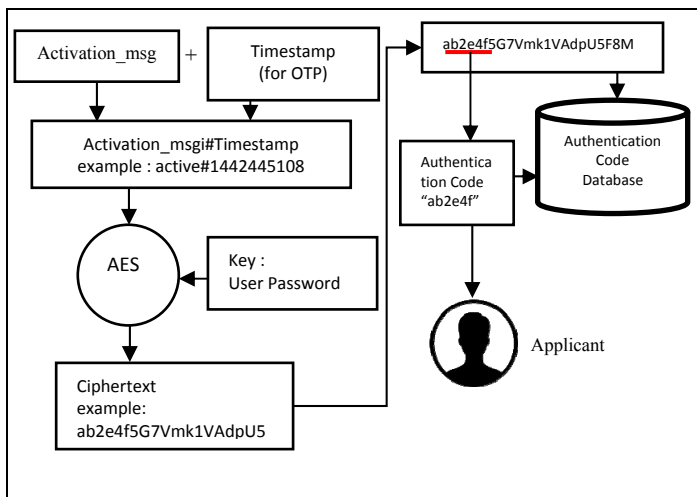 Activation_msg
+
Timestamp
(for OTP)
Activation_msgi#Timestamp
example : active#1442445108
AES
Key :
User Password
Ciphertext
example:
ab2e4f5G7Vmk1VAdpU5
ab2e4f5G7Vmk1VAdpU5F8M
Authentica
tion Code
“ab2e4f”
Authentication
Code
Database
Applicant